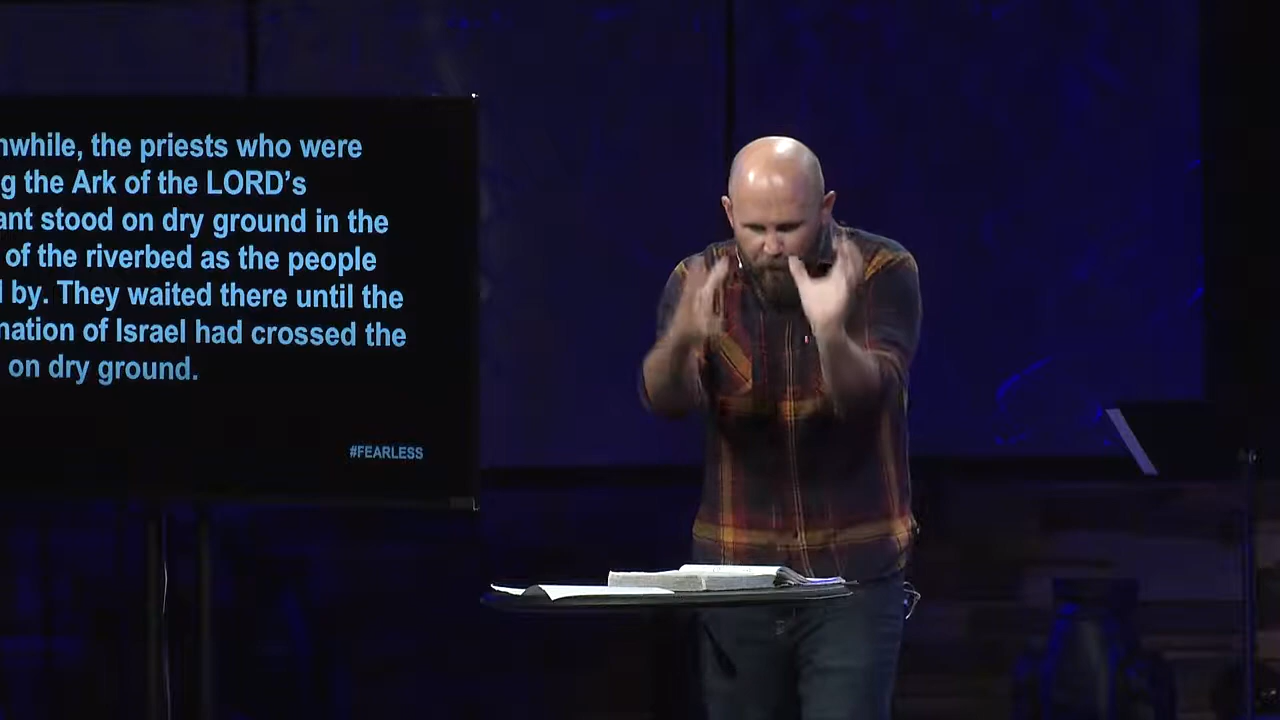 nwhile, the priests who were
g the Ark of the LORD’s
ant stood on dry ground in the
of the riverbed as the people
l by. They waited there until the
nation of Israel had crossed the
on dry ground.
#FEARLESS